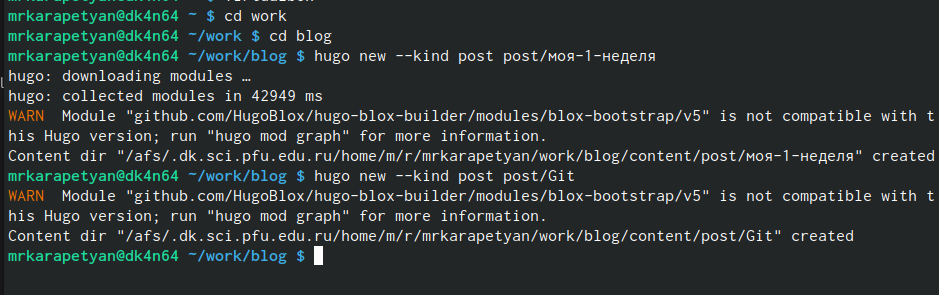 mrkarapetyan@dk4n64 ~ $ cd work
mrkarapetyan@dk4n64 ~/work $ cd blog
mrkarapetyan@dk4n64 ~/work/blog $ hugo new --kind post post/моя-1-неделя
hugo: downloading modules …
hugo: collected modules in 42949 ms
WARN  Module "github.com/HugoBlox/hugo-blox-builder/modules/blox-bootstrap/v5" is not compatible with t
his Hugo version; run "hugo mod graph" for more information.
Content dir "/afs/.dk.sci.pfu.edu.ru/home/m/r/mrkarapetyan/work/blog/content/post/моя-1-неделя" created
mrkarapetyan@dk4n64 ~/work/blog $ hugo new --kind post post/Git
WARN  Module "github.com/HugoBlox/hugo-blox-builder/modules/blox-bootstrap/v5" is not compatible with t
his Hugo version; run "hugo mod graph" for more information.
Content dir "/afs/.dk.sci.pfu.edu.ru/home/m/r/mrkarapetyan/work/blog/content/post/Git" created
mrkarapetyan@dk4n64 ~/work/blog $